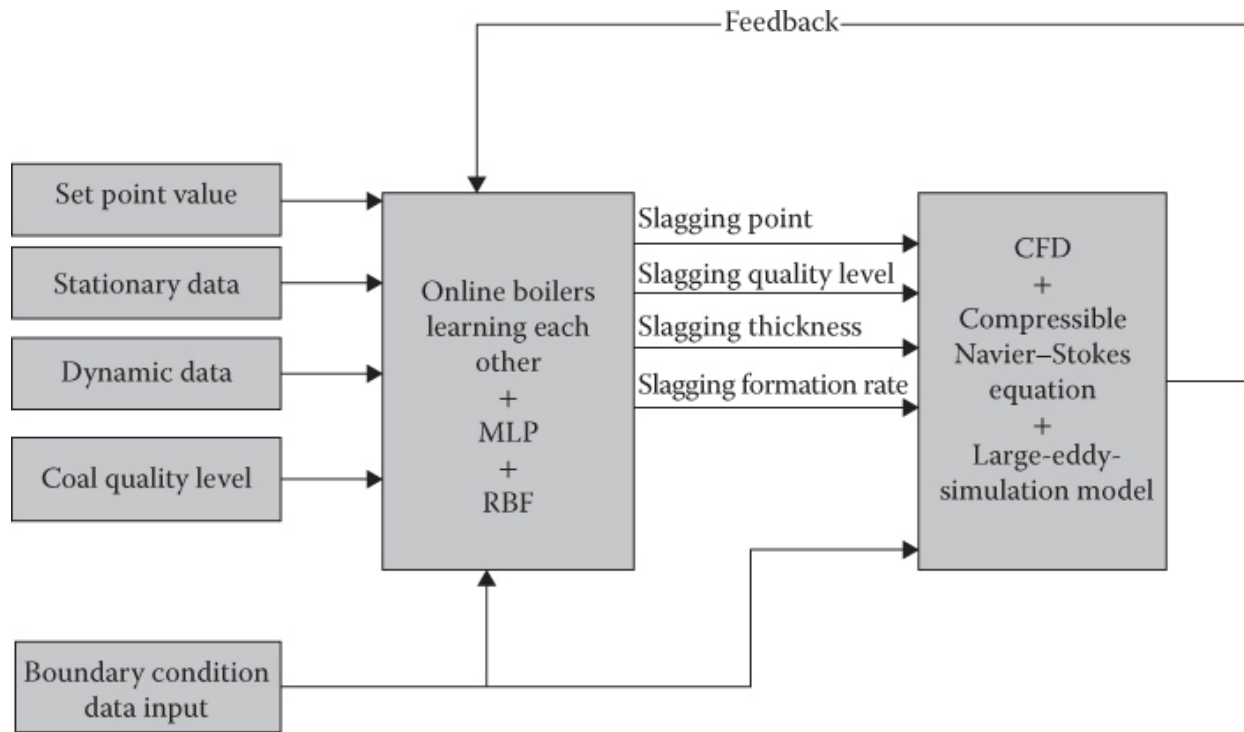 Feedback
Set point value
Stationary data
Dynamic data
Coal quality level
Boundary condition
data input
Online boilers
learning each
other
+
MLP
+
RBF
Slagging point
Slagging quality level
Slagging thickness
Slagging formation rate
CFD
+
Compressible
Navier–Stokes
equation
+
Large-eddy-
simulation model